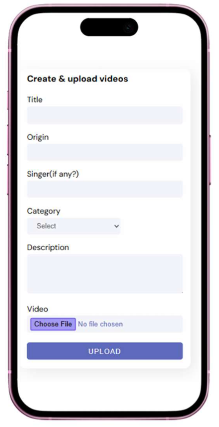 Create & upload videos
Title
Origin
Singer(if any?)
Category
Select
Description
Video
Choose File No file chosen
UPLOAD